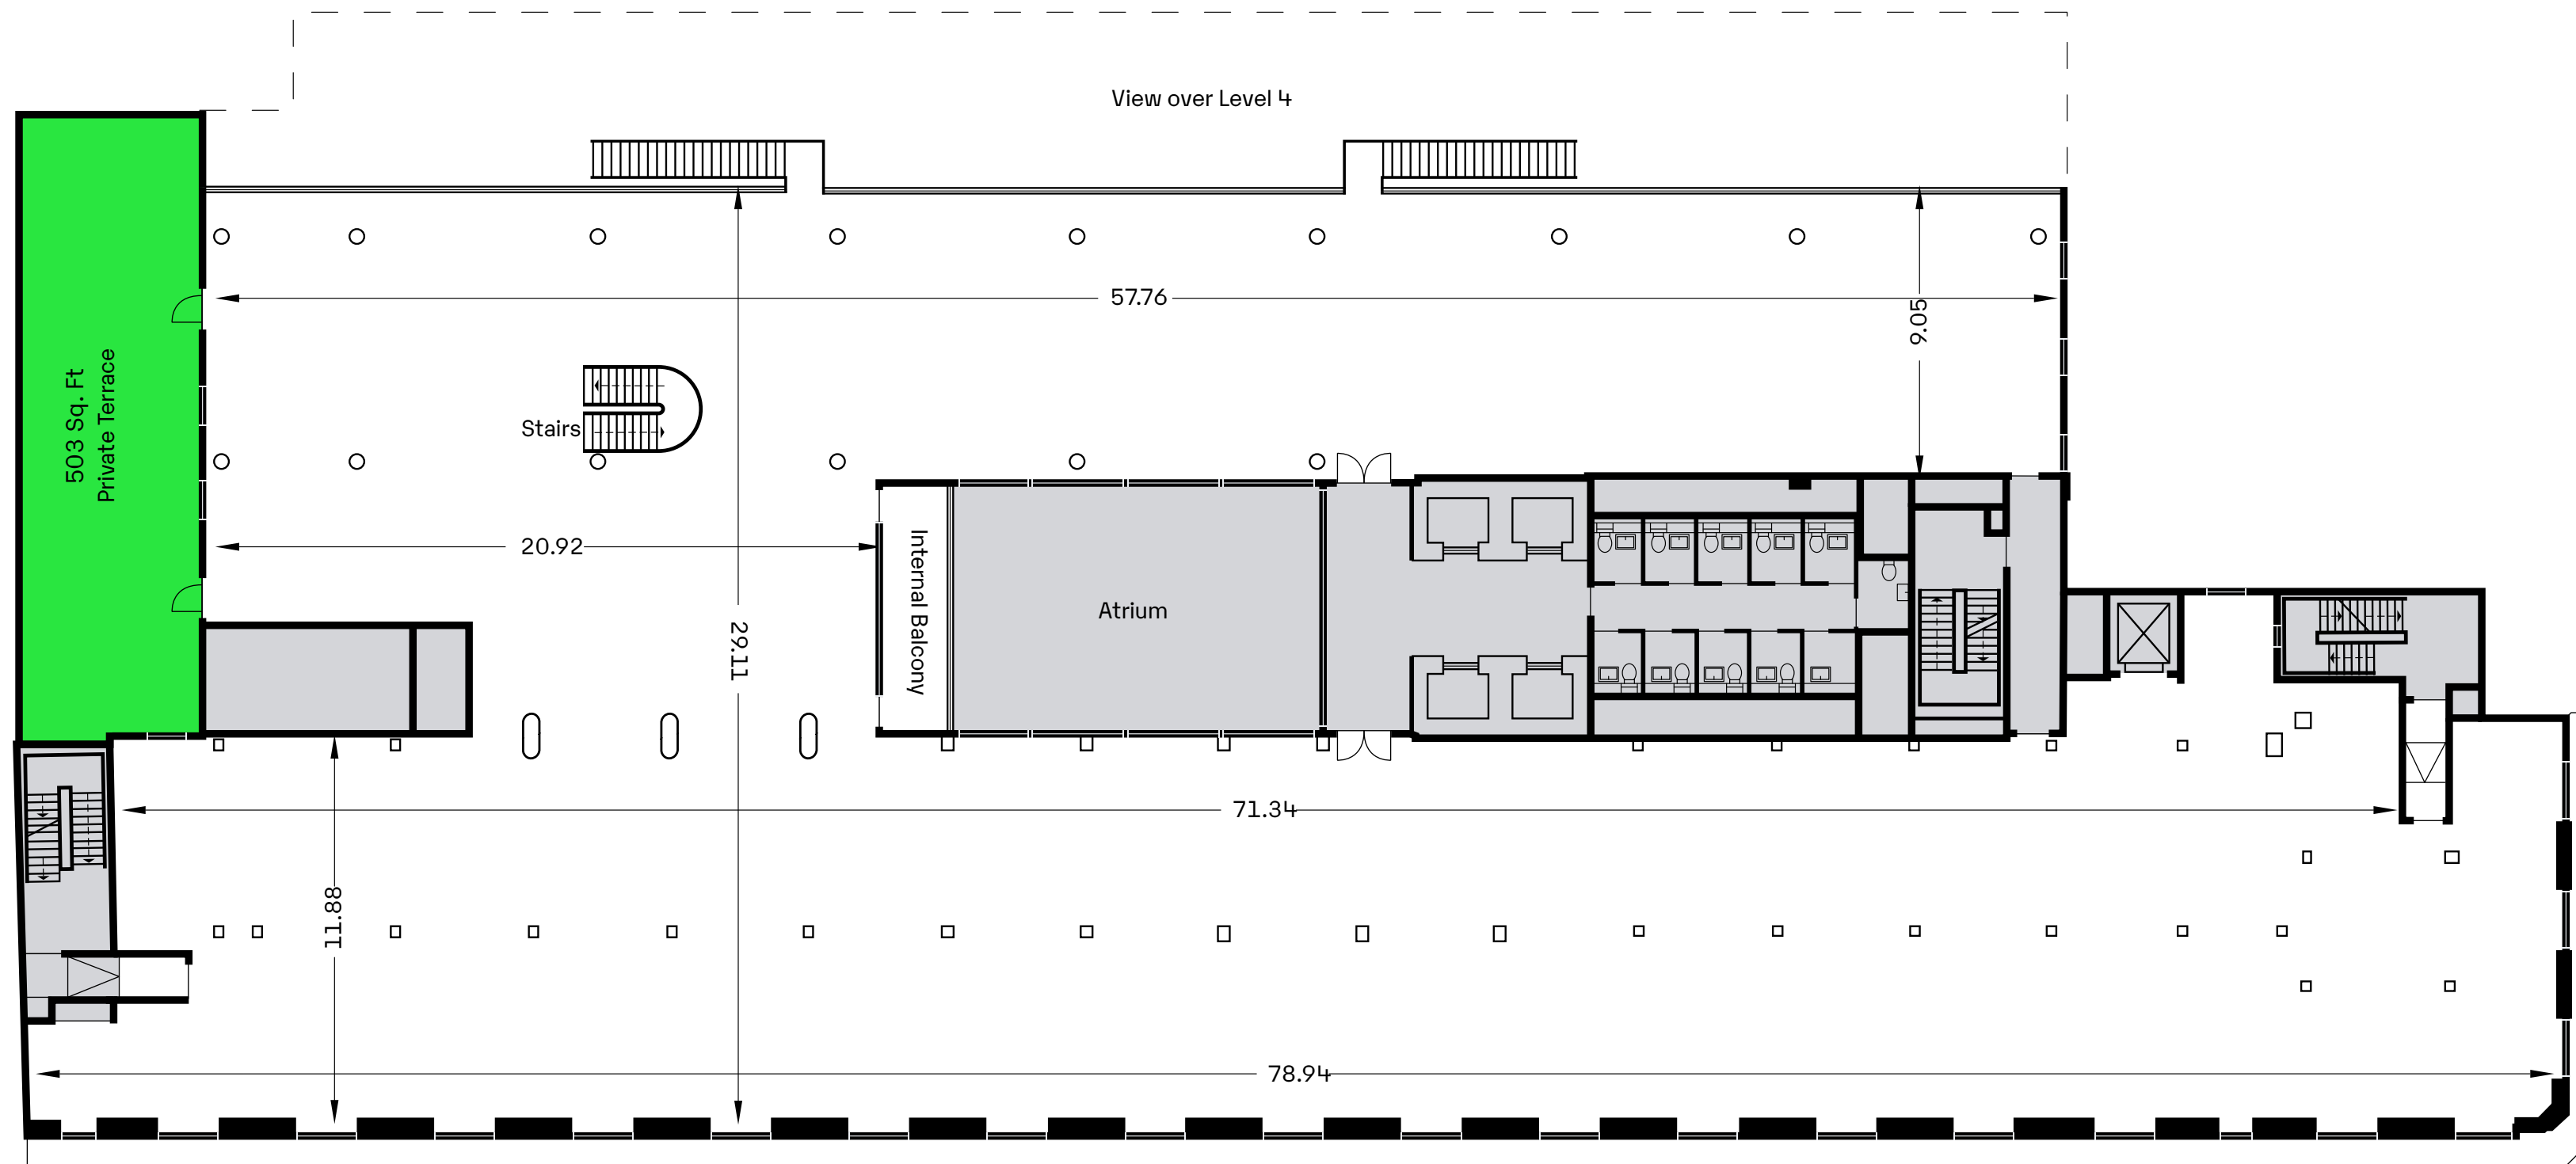 View over Level 4
57.76
9.05
503 Sq. Ft
Private Terrace
Stairs
20.92
Internal Balcony
Atrium
29.11
71.34
11.88
78.94